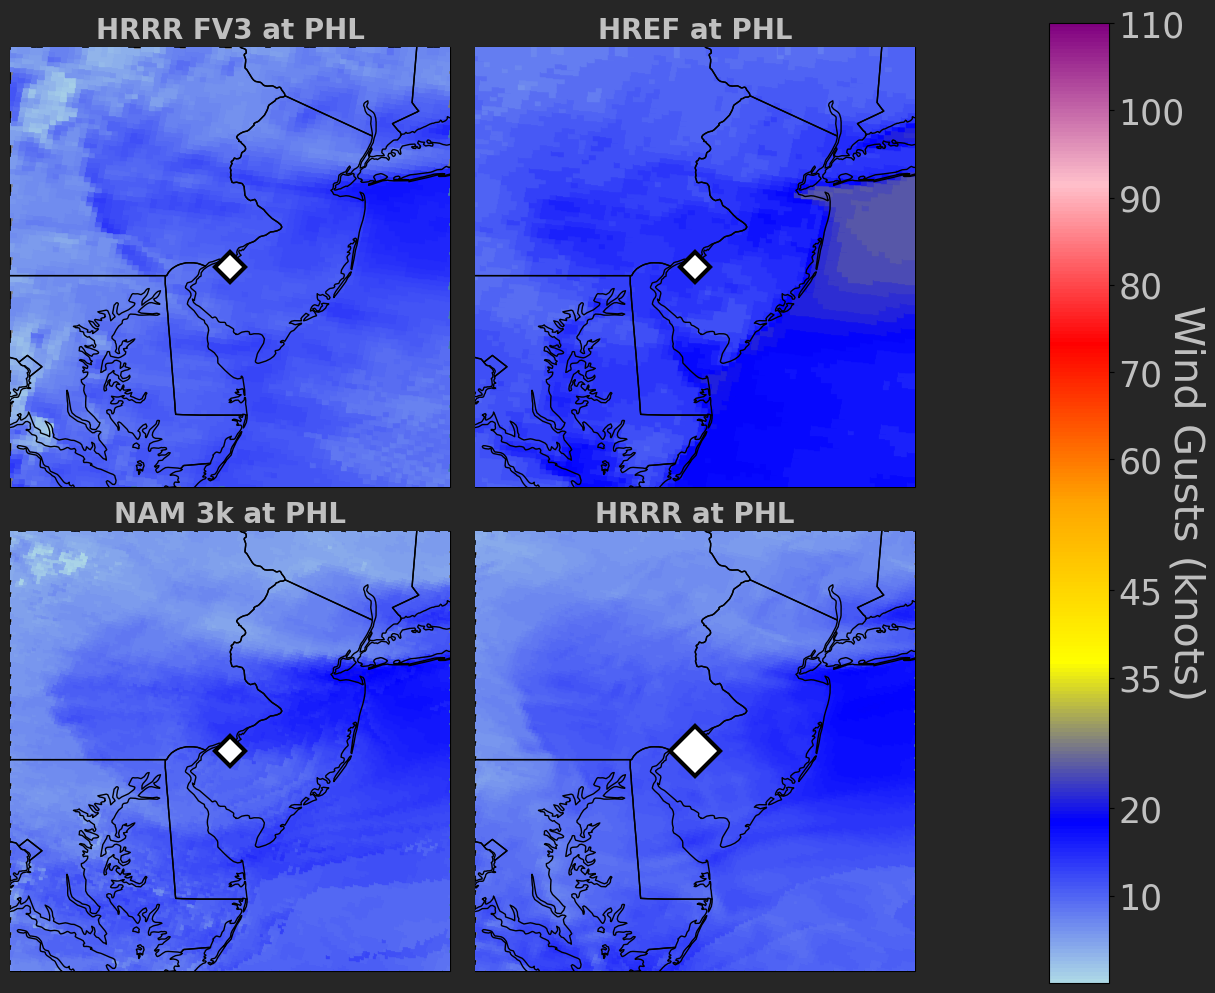 HRRR FV3 at PHL
HREF at PHL
NAM 3k at PHL
HRRR at PHL
110
100
90
80
70
60
45
35
20
10
Wind Gusts (knots)